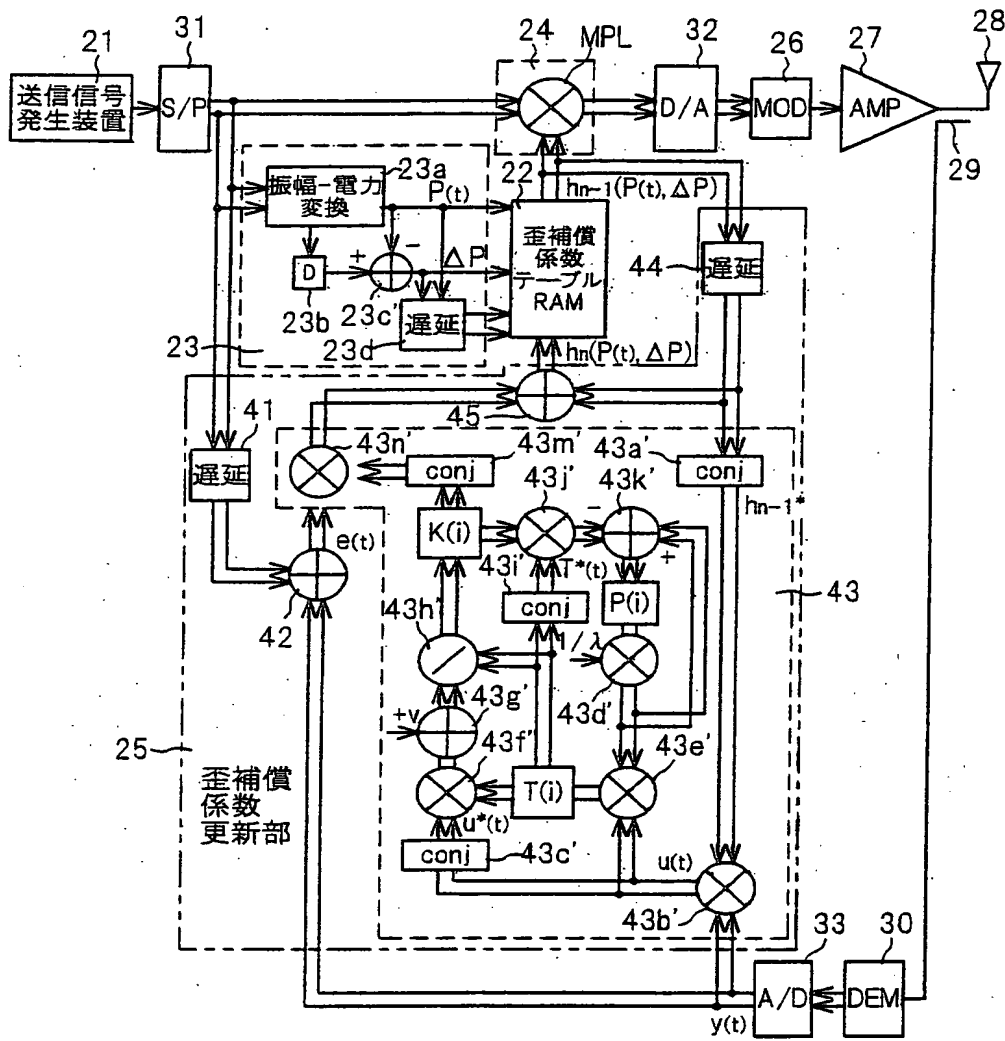 21
31
24
MPL
32
26
27
28
送信信号
発生装置
S/P
D/A
MOD
AMP
29
23a
振幅-電力
変換
P(t)
22
hn-1(P(t),ΔP)
歪補償
係数
テーブル
RAM
D
+
-
ΔP
23b
23c'
遅延
23d
23
44
遅延
hn(P(t),ΔP)
45
41
遅延
43n'
43m'
conj
43j'
43a'
conj
43k'
hn-1*
e(t)
K(i)
-
+
43i'
T*(t)
conj
P(i)
43
42
43h'
1/λ
43d'
43g'
+v
43f'
43e'
25
歪補償
係数
更新部
T(i)
u*(t)
conj
43c'
u(t)
43b'
33
30
A/D
DEM
y(t)